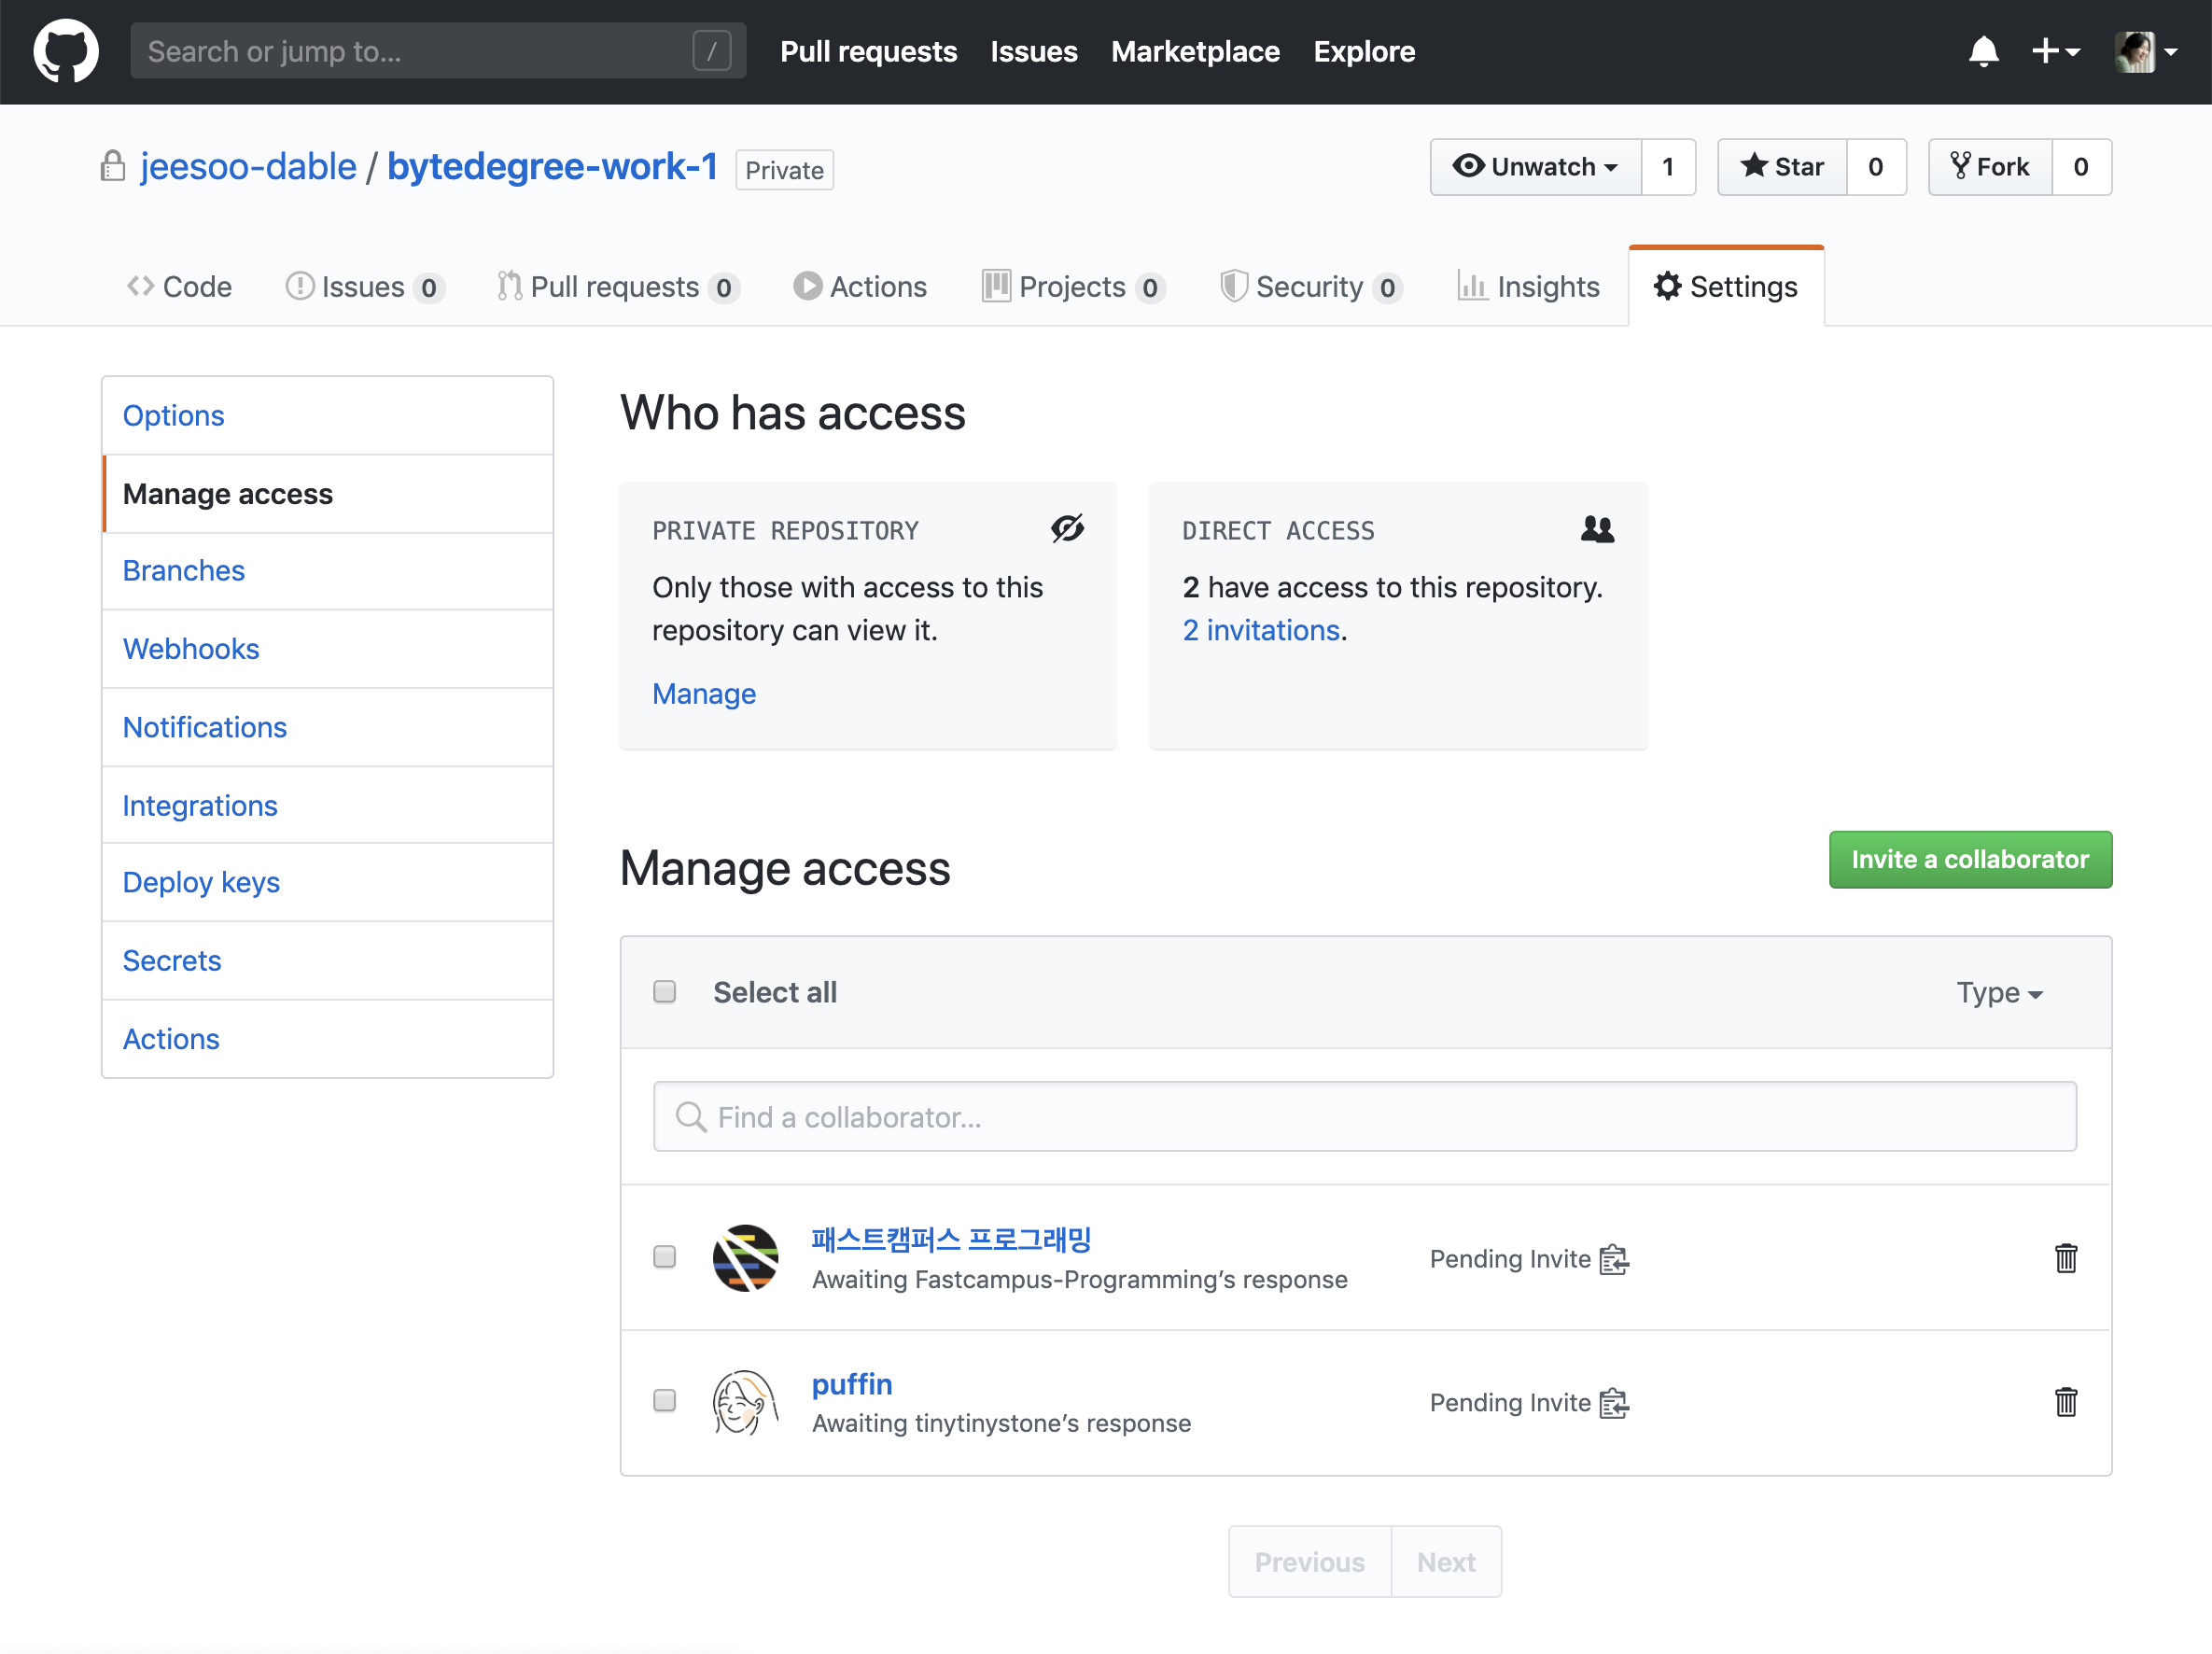 Search or jump to... /
Pull requests
Issues
Marketplace
Explore
jeesoo-dable / bytedegree-work-1 Private
Unwatch 1
Star 0
Fork 0
Code
Issues 0
Pull requests 0
Actions
Projects 0
Security 0
Insights
Settings
Options
Manage access
Branches
Webhooks
Notifications
Integrations
Deploy keys
Secrets
Actions
Who has access
PRIVATE REPOSITORY
Only those with access to this
repository can view it.
Manage
DIRECT ACCESS
2 have access to this repository.
2 invitations.
Manage access
Invite a collaborator
Select all
Type
Find a collaborator...
패스트캠퍼스 프로그래밍
Awaiting Fastcampus-Programming’s response
Pending Invite
puffin
Awaiting tinytinystone’s response
Pending Invite
Previous
Next